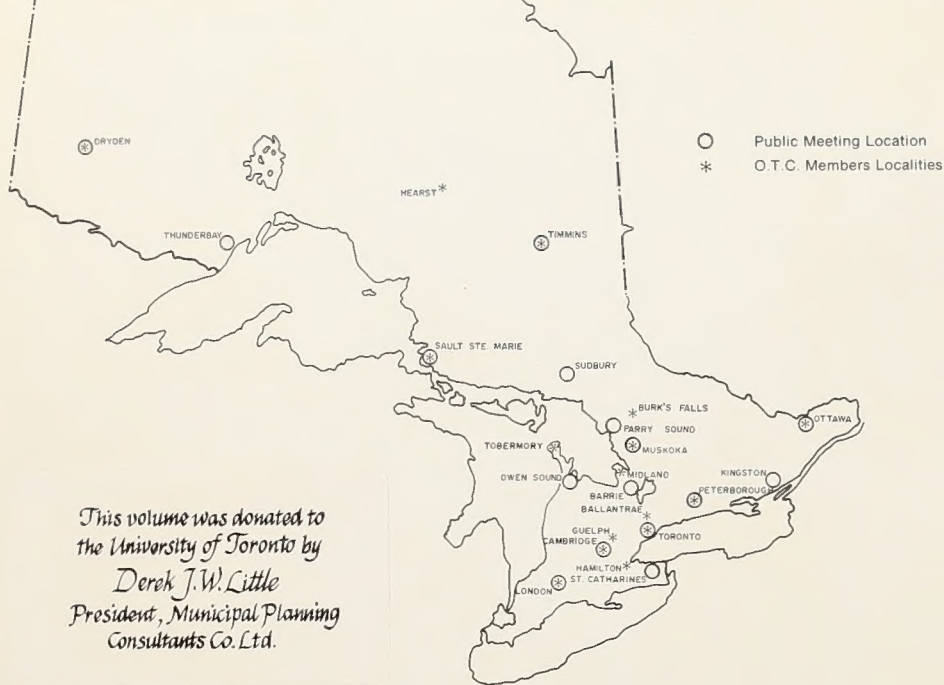 DRYDEN
Public Meeting Location
O.T.C. Members Localities
HEARST
THUNDERBAY
TIMMINS
SAULT STE. MARIE
SUDBURY
BURK'S FALLS
OTTAWA
PARRY SOUND
TOBERMORY
MUSKOKA
MIDLAND
KINGSTON
OWEN SOUND
BARRIE
PETERBOROUGH
BALLANTRAE
GUELPH
TORONTO
CAMBRIDGE
HAMILTON
ST. CATHARINES
LONDON
This volume was donated to
the University of Toronto by
Derek J.W. Little
President, Municipal Planning
Consultants Co. Ltd.